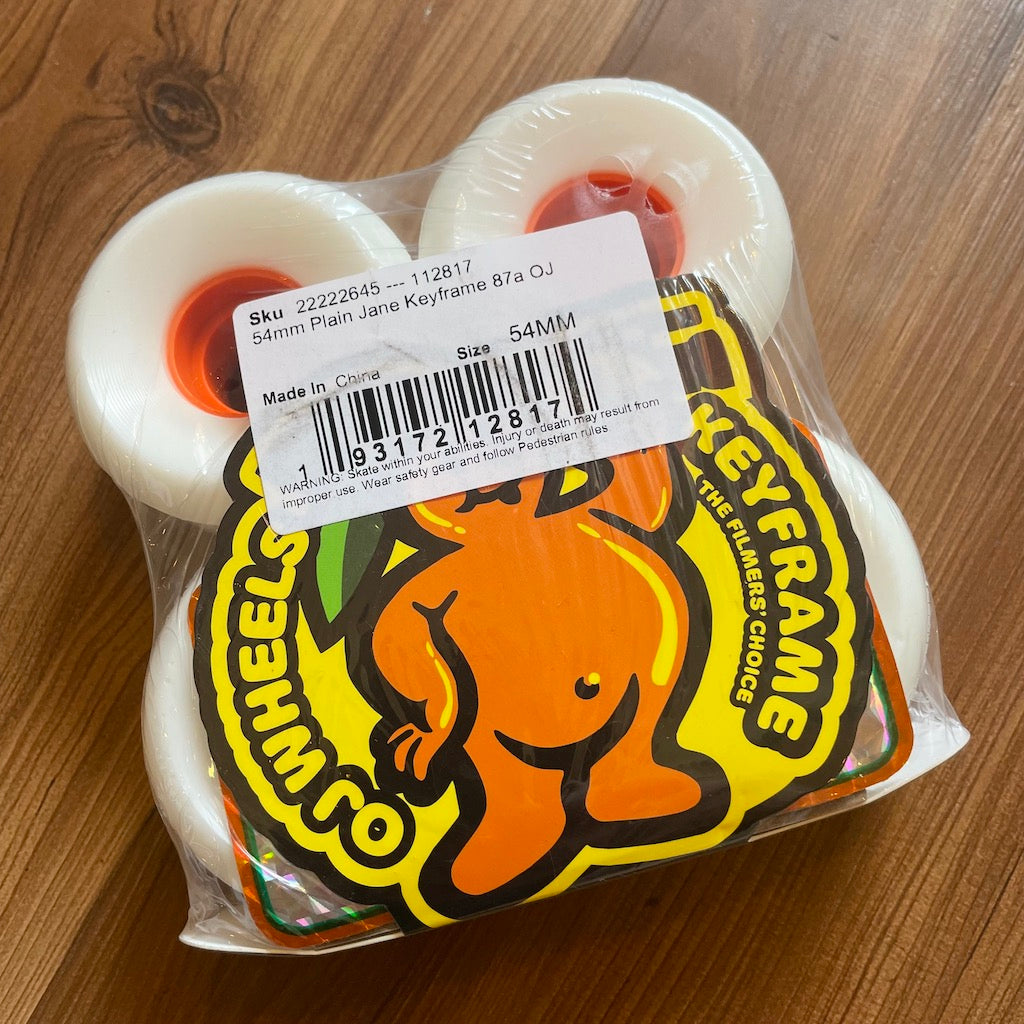 Sku 22222645 --- 112817
54mm Plain Jane Keyframe 87a OJ
Size 54MM
Made In China
1 93172 12817
WARNING: Skate within your abilities. Injury or death may result from
improper use. Wear safety gear and follow Pedestrian rules
OJ WHEELS
KEYFRAME
THE FILMERS' CHOICE